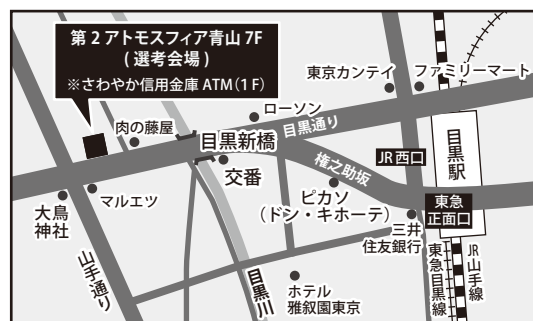 第 2 アトモスフィア青山 7F
( 選考会場 )
※さわやか信用金庫 ATM（1 F）
東京カンテイ
ファミリーマート
ローソン
肉の藤屋
目黒新橋
目黒通り
交番
権之助坂
JR 西口
目黒駅
マルエツ
大鳥
神社
ピカソ
（ドン・キホーテ）
東急
正面口
三井
住友銀行
山手通り
目黒川
ホテル
雅叙園東京
東急目黒線
JR山手線